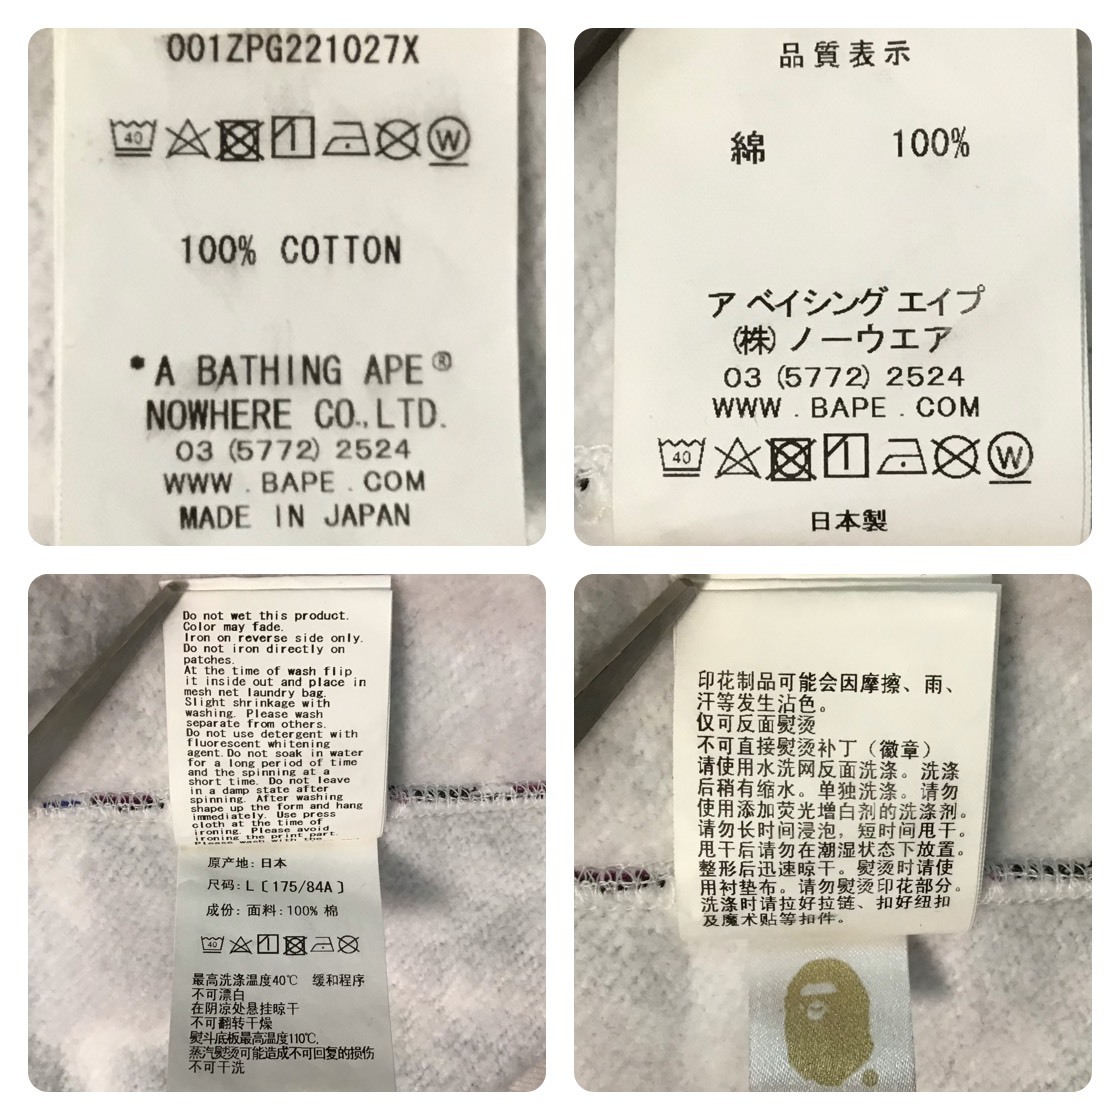 001ZPG221027X
40
W
100% COTTON
*A BATHING APE®
NOWHERE CO.,LTD.
03 (5772) 2524
WWW . BAPE . COM
MADE IN JAPAN
品質表示
綿 100%
ア ベイシング エイプ
(株) ノーウエア
03 (5772) 2524
WWW . BAPE . COM
40
W
日本製
Do not wet this product.
Color may fade.
Iron on reverse side only.
Do not iron directly on
patches.
At the time of wash flip
it inside out and place in
mesh net laundry bag.
Slight shrinkage with
washing. Please wash
separate from others.
Do not use detergent with
fluorescent whitening
agent.Do not soak in water
for a long period of time
and the spinning at a
short time. Do not leave
in a damp state after
spinning. After washing
shape up the form and hang
immediately. Use press
cloth at the time of
ironing. Please avoid
ironing the print part.
Please wash with the
原产地: 日本
尺码: L〔175/84A〕
成份: 面料: 100% 棉
40
最高洗涤温度40℃ 缓和程序
不可漂白
在阴凉处悬挂晾干
不可翻转干燥
熨斗底板最高温度110℃,
蒸汽熨烫可能造成不可回复的损伤
不可干洗
印花制品可能会因摩擦、雨、
汗等发生沾色。
仅可反面熨烫
不可直接熨烫补丁（徽章）
请使用水洗网反面洗涤。洗涤
后稍有缩水。单独洗涤。请勿
使用添加荧光增白剂的洗涤剂。
请勿长时间浸泡，短时间甩干。
甩干后请勿在潮湿状态下放置。
整形后迅速晾干。熨烫时请使
用衬垫布。请勿熨烫印花部分。
洗涤时请拉好拉链、扣好纽扣
及魔术贴等扣件。